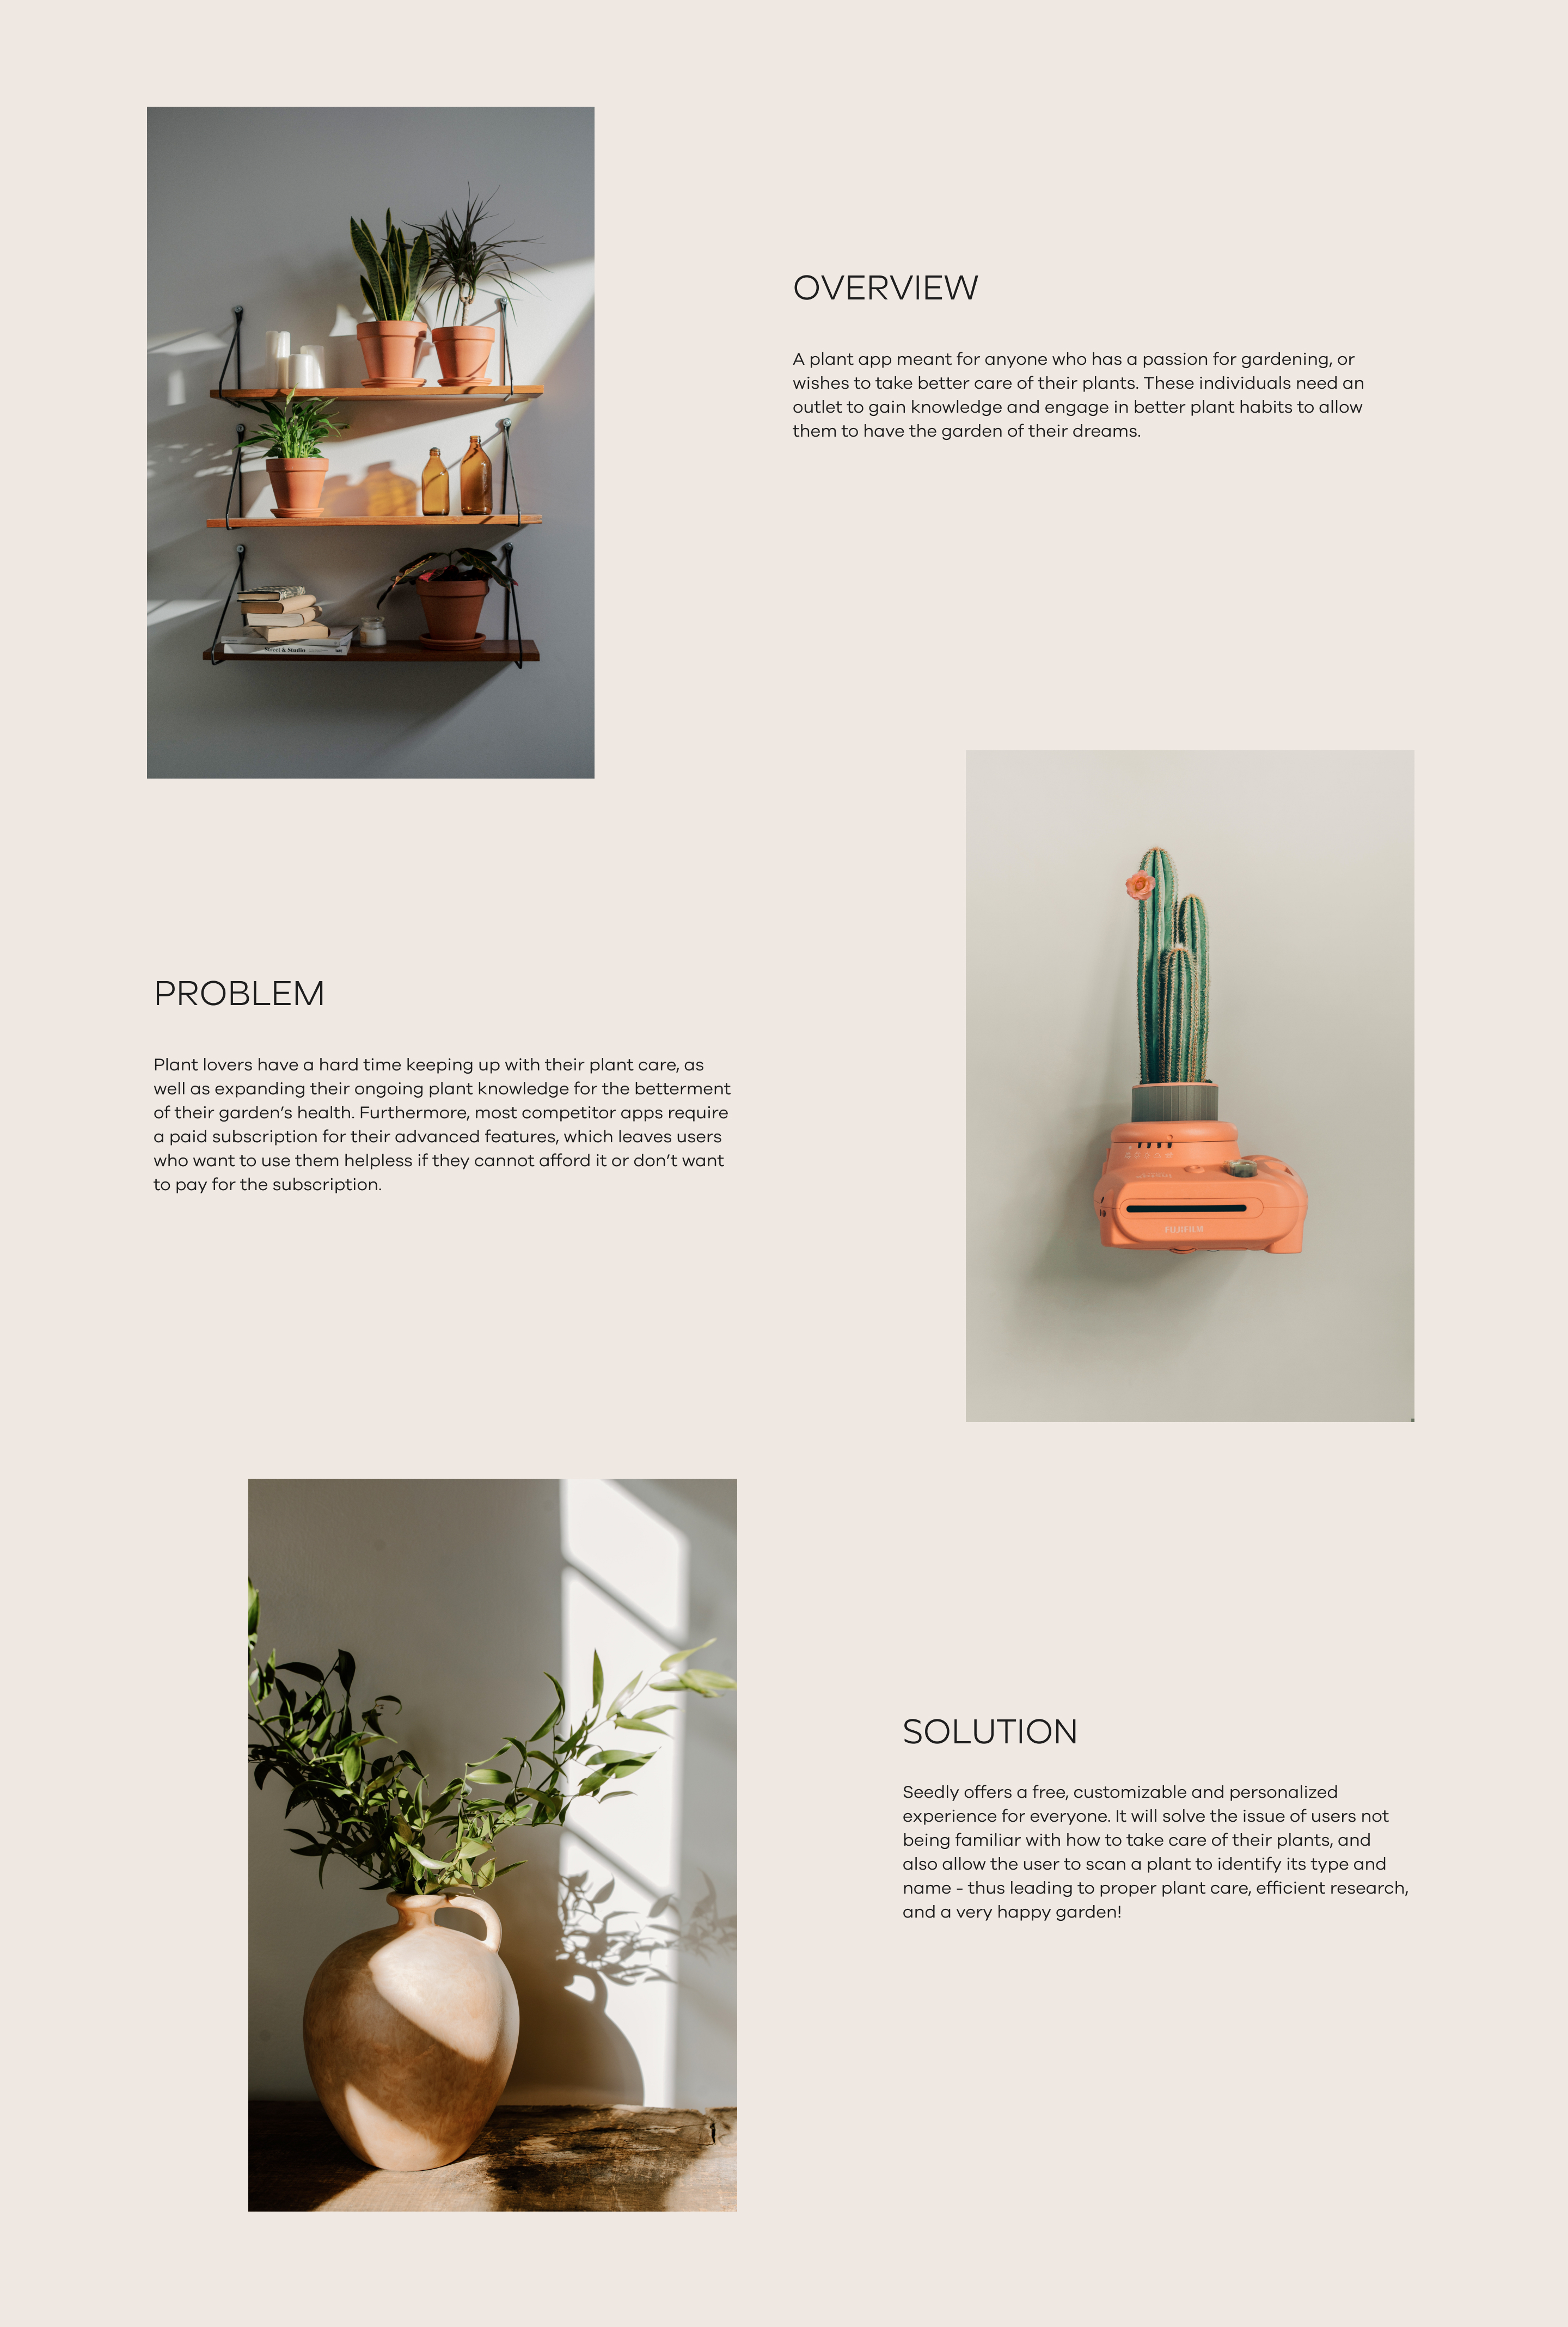 OVERVIEW
A plant app meant for anyone who has a passion for gardening, or
wishes to take better care of their plants. These individuals need an
outlet to gain knowledge and engage in better plant habits to allow
them to have the garden of their dreams.
Street & Studio
PROBLEM
Plant lovers have a hard time keeping up with their plant care, as
well as expanding their ongoing plant knowledge for the betterment
of their garden’s health. Furthermore, most competitor apps require
a paid subscription for their advanced features, which leaves users
who want to use them helpless if they cannot afford it or don’t want
to pay for the subscription.
FUJIFILM
SOLUTION
Seedly offers a free, customizable and personalized
experience for everyone. It will solve the issue of users not
being familiar with how to take care of their plants, and
also allow the user to scan a plant to identify its type and
name - thus leading to proper plant care, efficient research,
and a very happy garden!